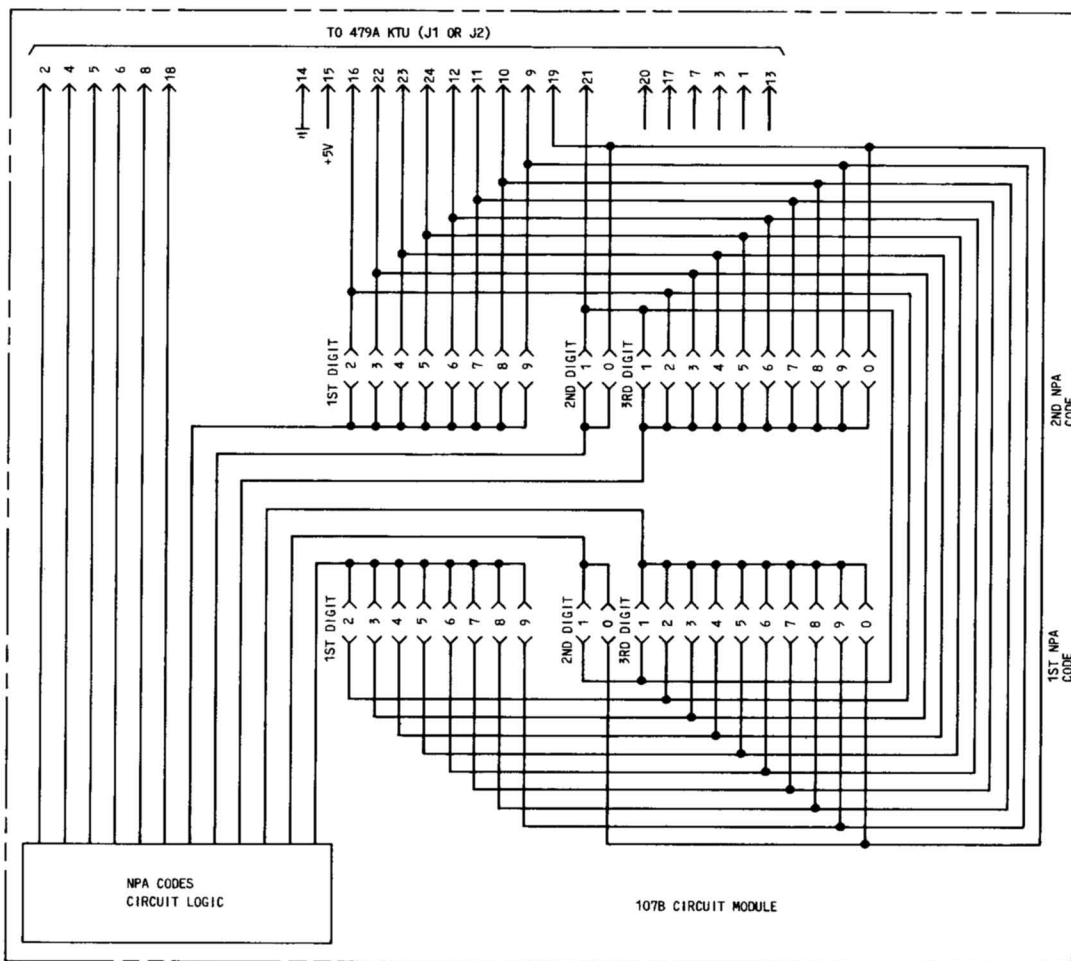 TO 479A KTU (J1 OR J2)
2 4 5 6 8 18 14 15 16 22 23 24 12 11 10 9 19 21 20 17 7 3 1 13
+5V
1ST DIGIT 2 3 4 5 6 7 8 9
2ND DIGIT 1 0
3RD DIGIT 1 2 3 4 5 6 7 8 9 0
2ND NPA
CODE
1ST DIGIT 2 3 4 5 6 7 8 9
2ND DIGIT 1 0
3RD DIGIT 1 2 3 4 5 6 7 8 9 0
1ST NPA
CODE
NPA CODES
CIRCUIT LOGIC
107B CIRCUIT MODULE